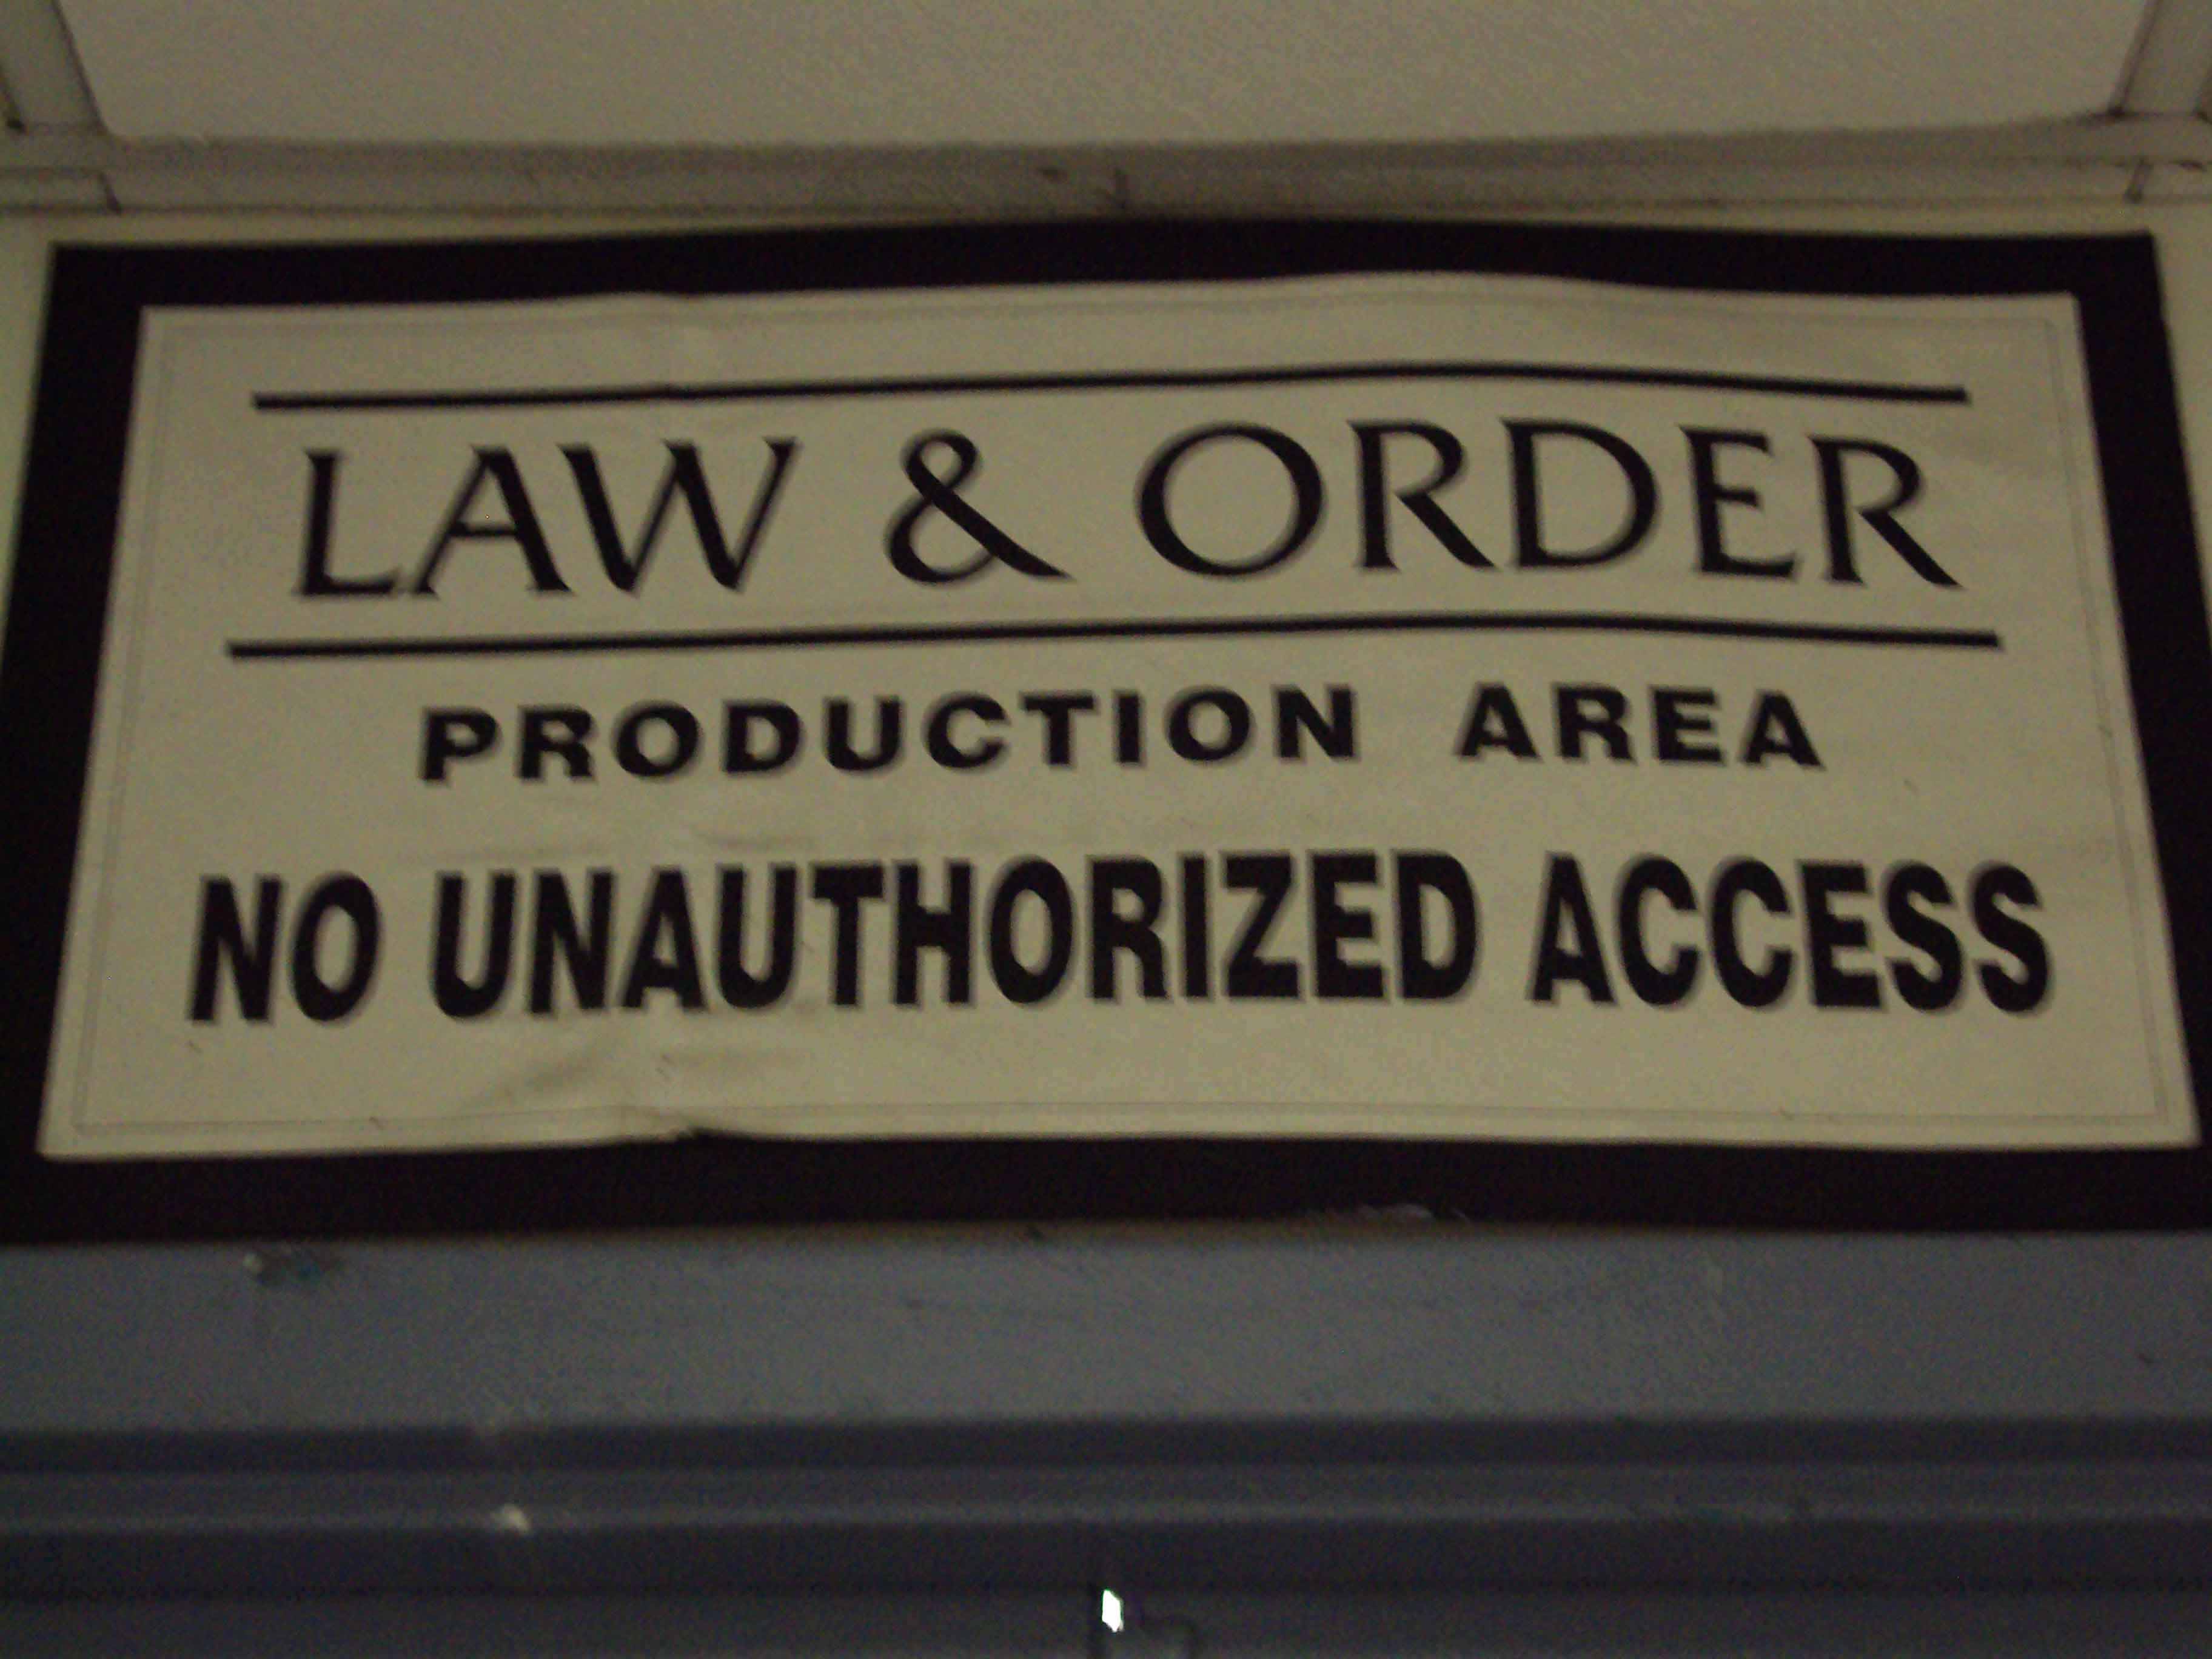 LAW & ORDER
PRODUCTION AREA
NO UNAUTHORIZED ACCESS